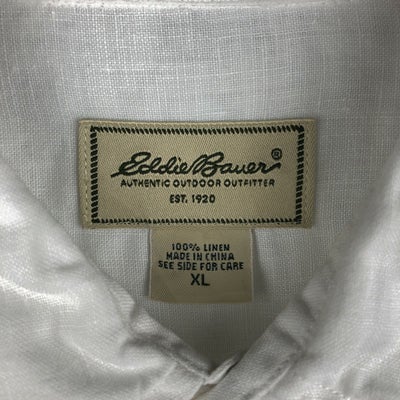 Eddie Bauer®
AUTHENTIC OUTDOOR OUTFITTER
EST. 1920
100% LINEN
MADE IN CHINA
SEE SIDE FOR CARE
XL